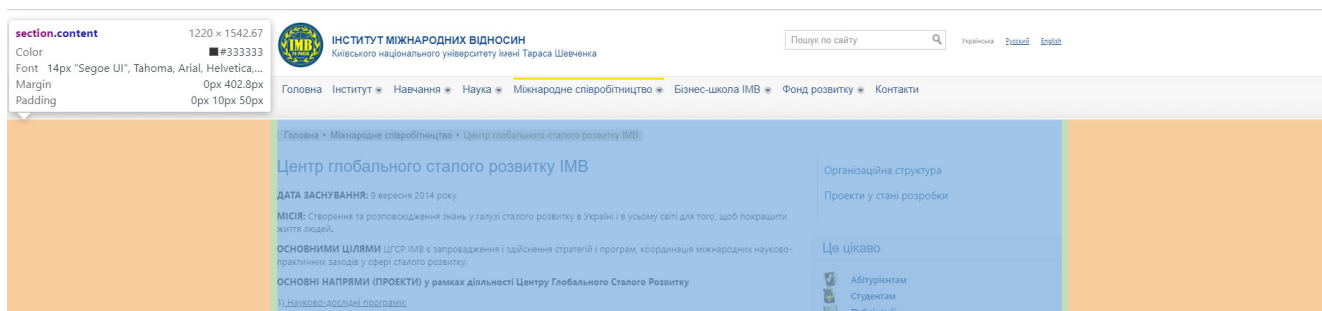 section.content 1220 × 1542.67
Color #333333
Font 14px "Segoe UI", Tahoma, Arial, Helvetica,...
Margin 0px 402.8px
Padding 0px 10px 50px
ІМВ
ІНСТИТУТ МІЖНАРОДНИХ ВІДНОСИН
Київського національного університету імені Тараса Шевченка
Пошук по сайту
Українська Русский English
Головна Інститут Навчання Наука Міжнародне співробітництво Бізнес-школа ІМВ Фонд розвитку Контакти
Головна Міжнародне співробітництво Центр глобального сталого розвитку ІМВ
Центр глобального сталого розвитку ІМВ
ДАТА ЗАСНУВАННЯ: 9 вересня 2014 року
МІСІЯ: Створення та розповсюдження знань у галузі сталого розвитку в Україні і в усьому світі для того, щоб покращити
життя людей.
ОСНОВНИМИ ЦІЛЯМИ ЦГСР ІМВ є запровадження і здійснення стратегій і програм, координація міжнародних науково-
практичних заходів у сфері сталого розвитку.
ОСНОВНІ НАПРЯМИ (ПРОЕКТИ) у рамках діяльності Центру Глобального Сталого Розвитку
1) Науково-дослідні програми:
Організаційна структура
Проекти у стані розробки
Це цікаво
Абітурієнтам
Студентам